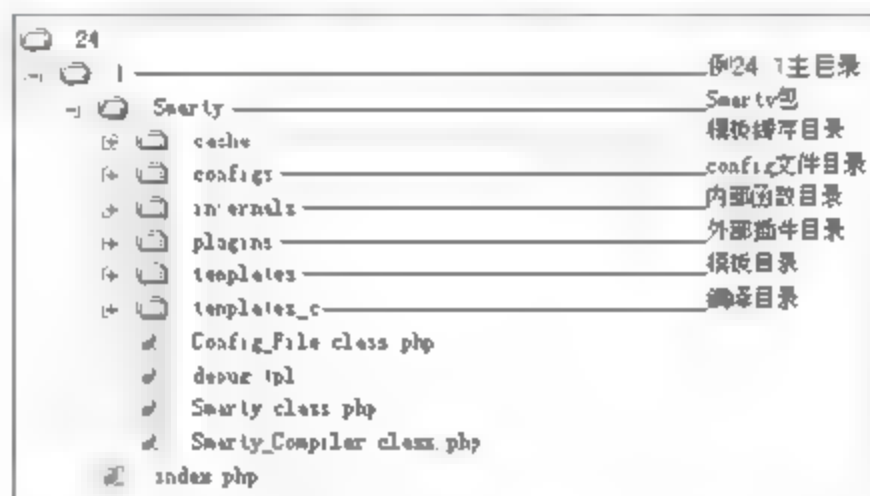 24
1 例24 1主目录
Smarty Smarty包
cache 模板缓存目录
configs config文件目录
internals 内部函数目录
plugins 外部插件目录
templates 模板目录
templates_c 编译目录
Config_File class php
debug tpl
Smarty class php
Smarty_Compiler class.php
index php